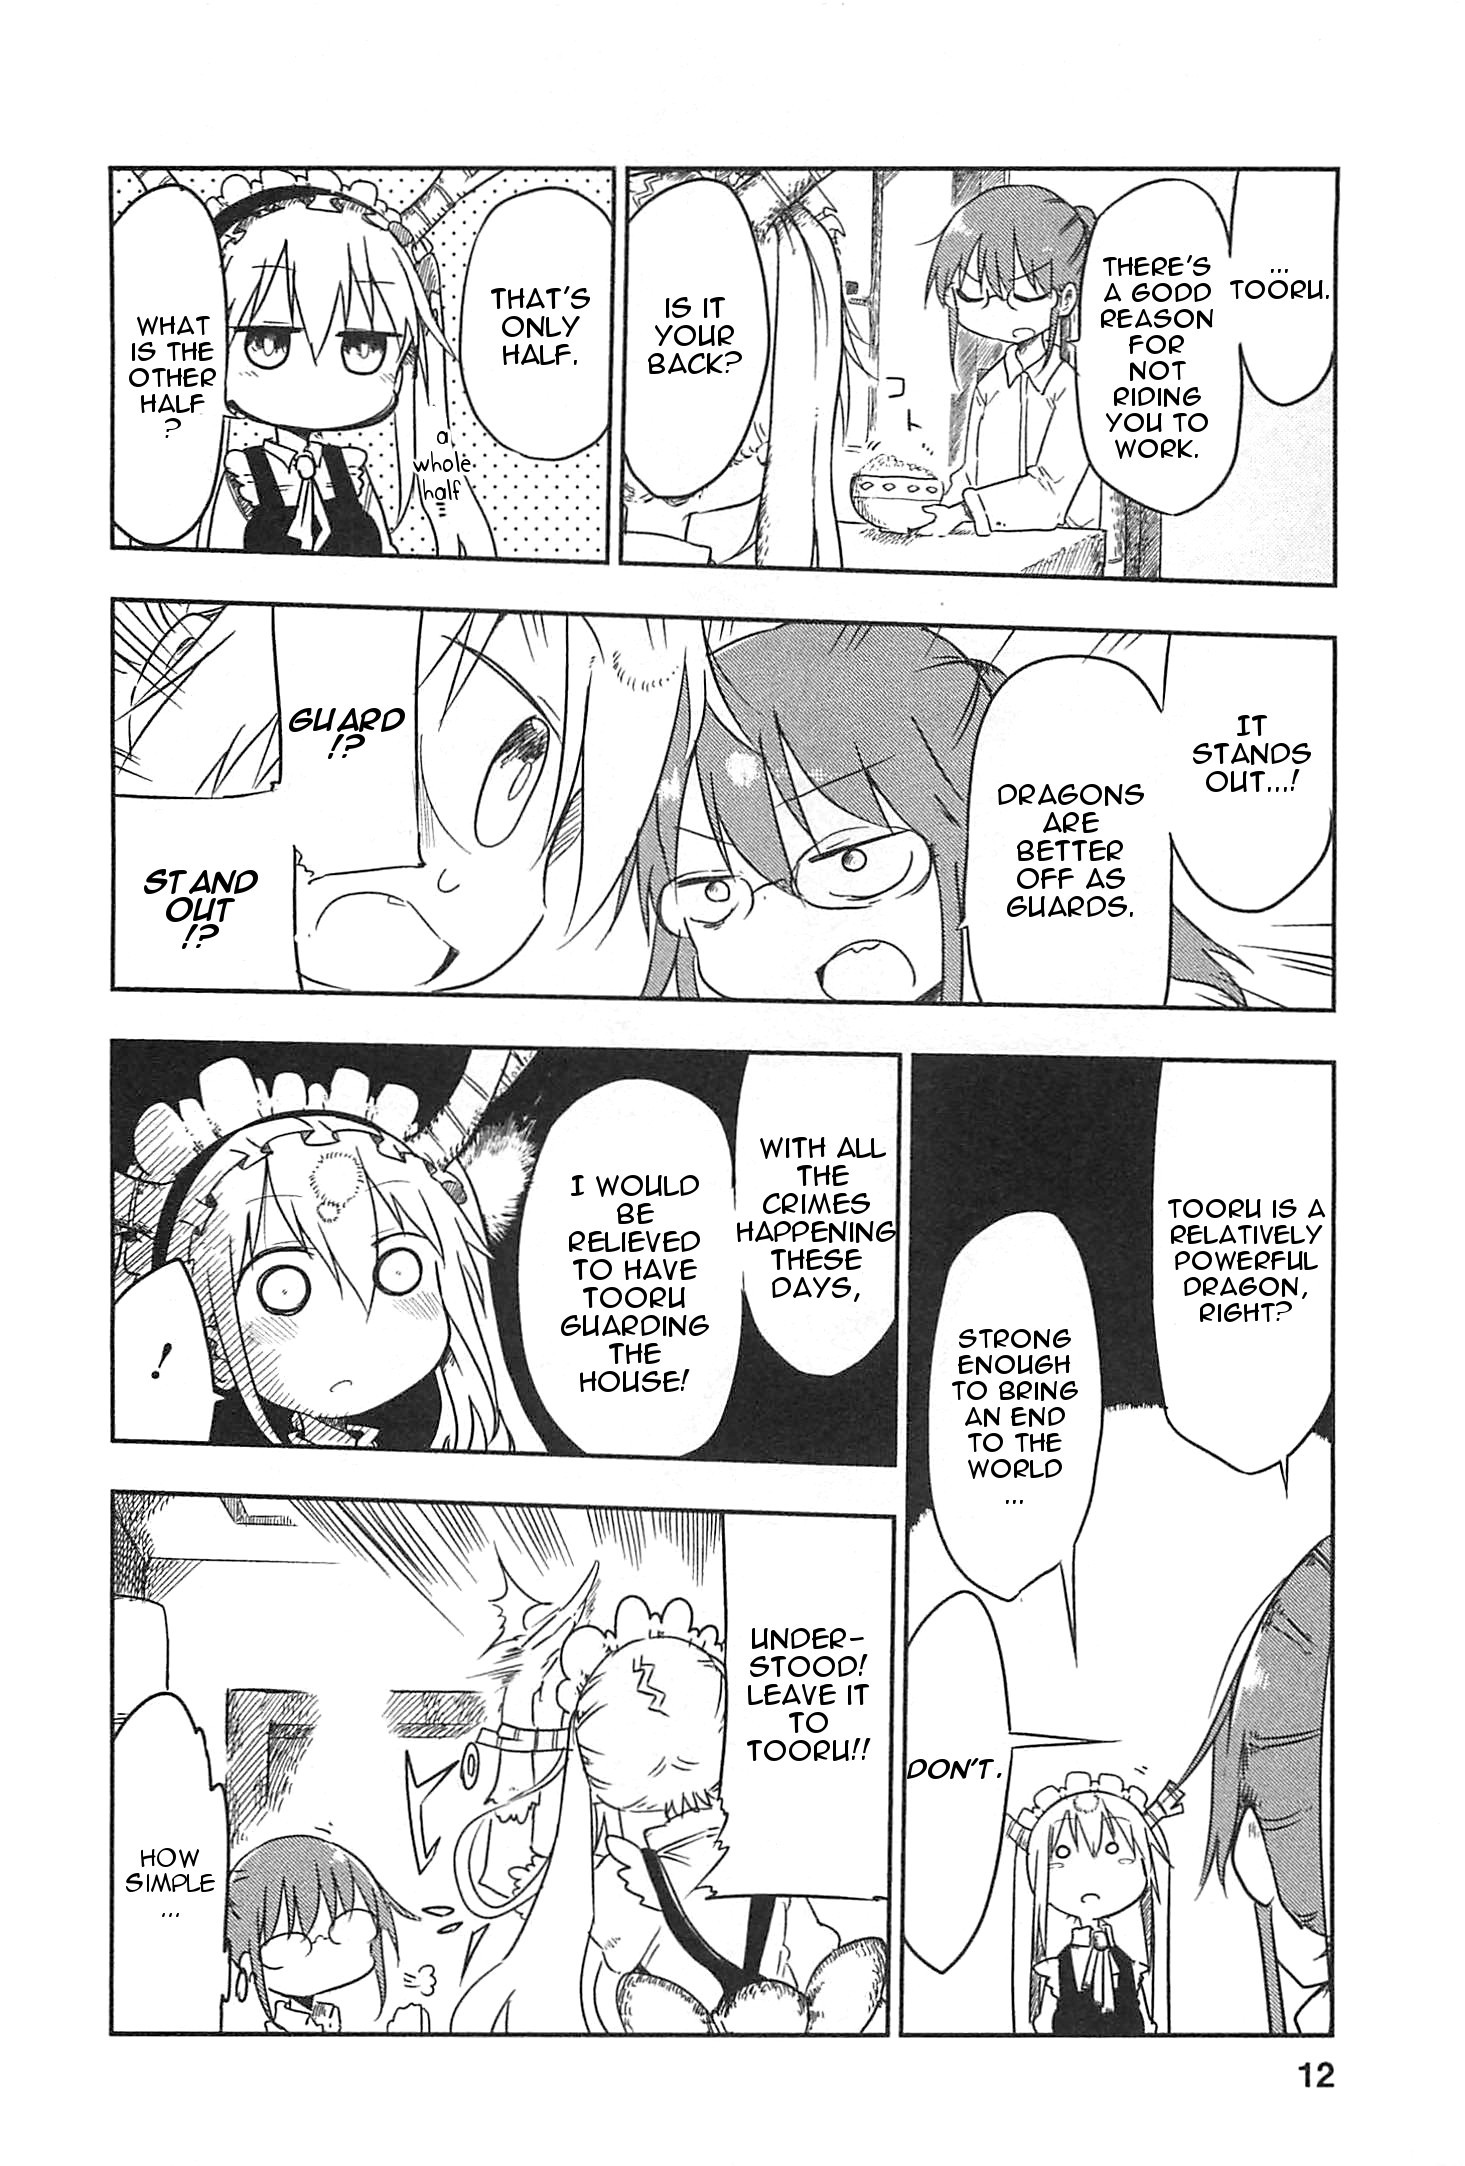 ...
TOORU.
THERE'S
A GODD
REASON
FOR
NOT
RIDING
YOU TO
WORK.
コト
IS IT
YOUR
BACK?
THAT'S
ONLY
HALF.
a
whole
half
WHAT
IS THE
OTHER
HALF
?
IT
STANDS
OUT...!
DRAGONS
ARE
BETTER
OFF AS
GUARDS.
GUARD
!?
STAND
OUT
!?
TOORU IS A
RELATIVELY
POWERFUL
DRAGON,
RIGHT?
STRONG
ENOUGH
TO BRING
AN END
TO THE
WORLD
...
DON'T.
WITH ALL
THE
CRIMES
HAPPENING
THESE
DAYS,
I WOULD
BE
RELIEVED
TO HAVE
TOORU
GUARDING
THE
HOUSE!
!
UNDER-
STOOD!
LEAVE IT
TO
TOORU!!
HOW
SIMPLE
...
12